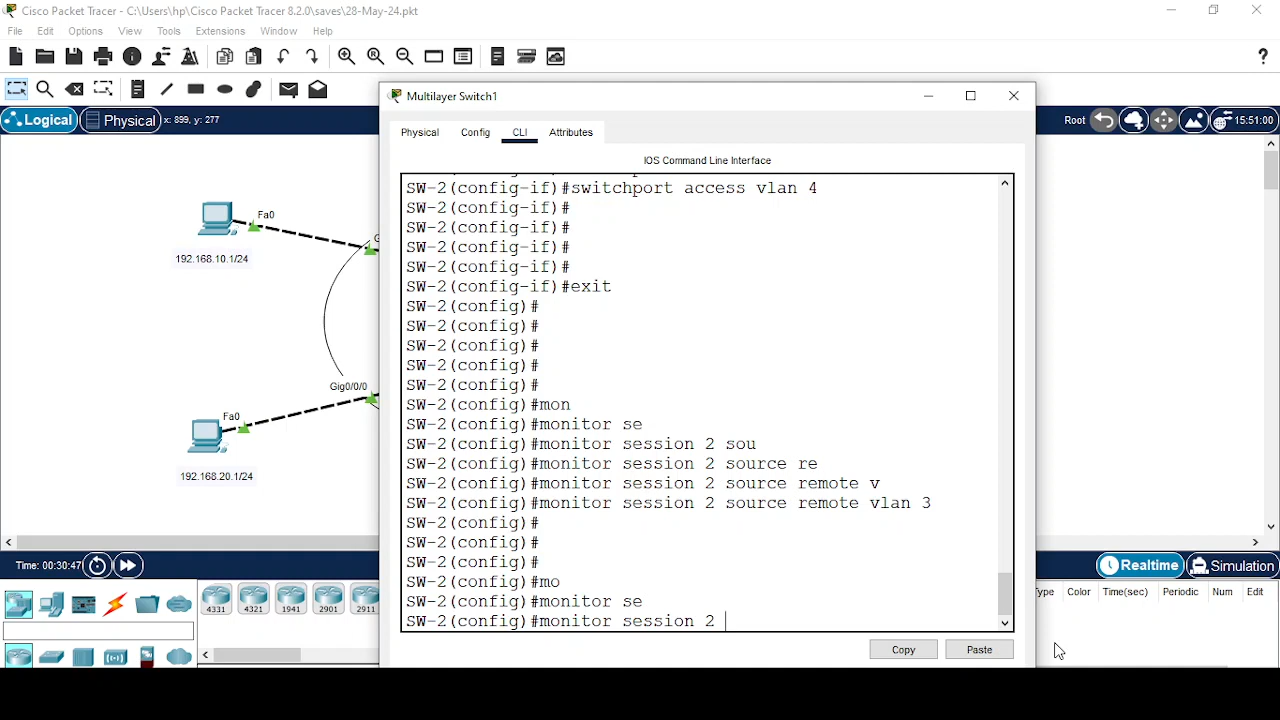 Cisco Packet Tracer - C:\Users\hp\Cisco Packet Tracer 8.2.0\saves\28-May-24.pkt
File Edit Options View Tools Extensions Window Help
Logical Physical x: 899, y: 277
Root 15:51:00
Multilayer Switch1
Physical Config CLI Attributes
IOS Command Line Interface
SW-2(config-if)#switchport access vlan 4
SW-2(config-if)#
SW-2(config-if)#
SW-2(config-if)#
SW-2(config-if)#
SW-2(config-if)#exit
SW-2(config)#
SW-2(config)#
SW-2(config)#
SW-2(config)#
SW-2(config)#
SW-2(config)#mon
SW-2(config)#monitor se
SW-2(config)#monitor session 2 sou
SW-2(config)#monitor session 2 source re
SW-2(config)#monitor session 2 source remote v
SW-2(config)#monitor session 2 source remote vlan 3
SW-2(config)#
SW-2(config)#
SW-2(config)#
SW-2(config)#mo
SW-2(config)#monitor se
SW-2(config)#monitor session 2
Copy Paste
Fa0
192.168.10.1/24
Gig0/0/0
Fa0
192.168.20.1/24
Time: 00:30:47
Realtime Simulation
4331 4321 1941 2901 2911
Type Color Time(sec) Periodic Num Edit